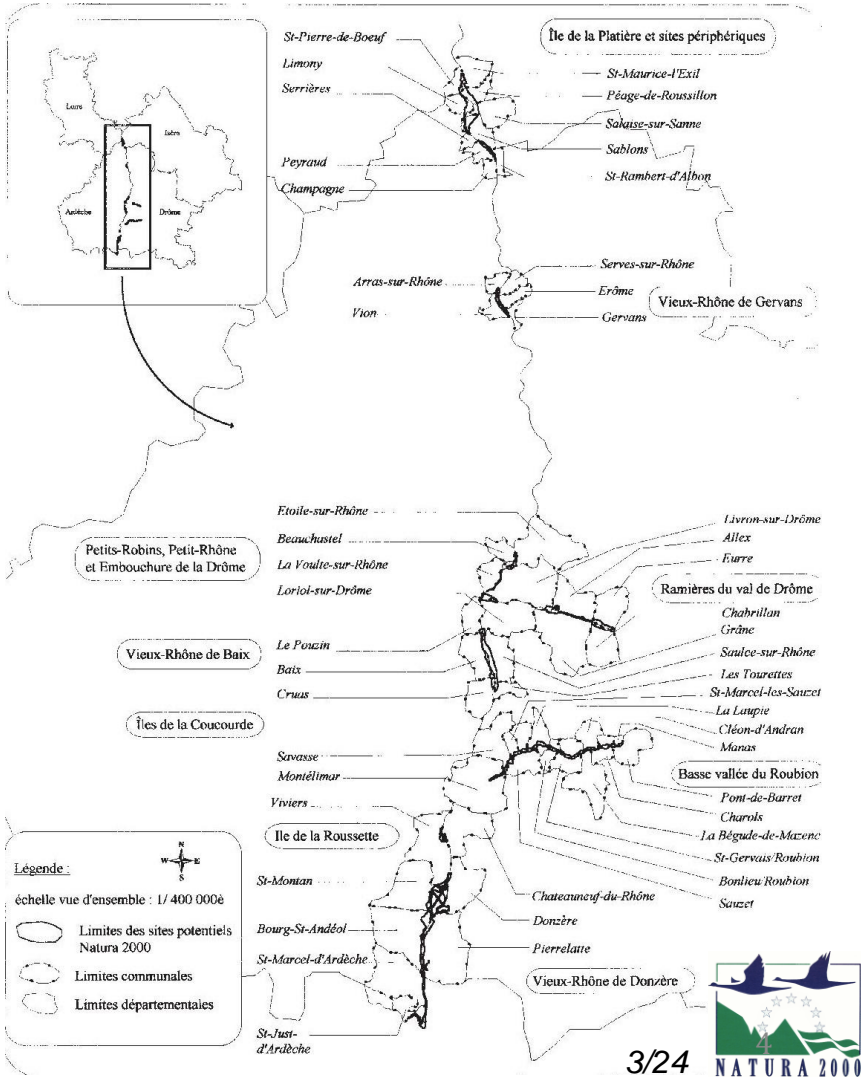 St-Pierre-de-Boeuf
Limony
Serrières
Peyraud
Champagne
Île de la Platière et sites périphériques
St-Maurice-l'Exil
Péage-de-Roussillon
Salaise-sur-Sanne
Sablons
St-Rambert-d'Albon
Loire
Isère
Ardèche
Drôme
Arras-sur-Rhône
Vion
Serves-sur-Rhône
Erôme
Gervans
Vieux-Rhône de Gervans
Etoile-sur-Rhône
Beauchastel
La Voulte-sur-Rhône
Loriol-sur-Drôme
Petits-Robins, Petit-Rhône
et Embouchure de la Drôme
Livron-sur-Drôme
Allex
Eurre
Ramières du val de Drôme
Chabrillan
Grâne
Saulce-sur-Rhône
Les Tourettes
St-Marcel-les-Sauzet
La Laupie
Cléon-d'Andran
Manas
Vieux-Rhône de Baix
Le Pouzin
Baix
Cruas
Îles de la Coucourde
Savasse
Montélimar
Viviers
Basse vallée du Roubion
Pont-de-Barret
Charols
La Bégude-de-Mazenc
St-Gervais/Roubion
Bonlieu/Roubion
Sauzet
Ile de la Roussette
St-Montan
Bourg-St-Andéol
St-Marcel-d'Ardèche
St-Just-
d'Ardèche
Chateauneuf-du-Rhône
Donzère
Pierrelatte
Vieux-Rhône de Donzère
N
W E
S
Légende :
échelle vue d'ensemble : 1/ 400 000è
Limites des sites potentiels
Natura 2000
Limites communales
Limites départementales
3/24
4
NATURA 2000